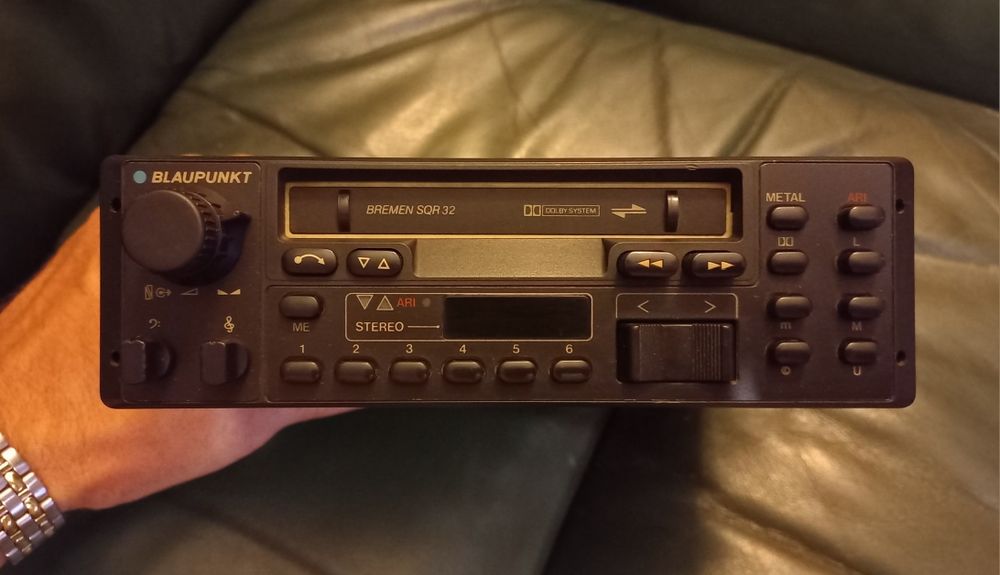 BLAUPUNKT
BREMEN SQR 32
DOLBY SYSTEM
METAL
ARI
L
ME
ARI
STEREO
< >
m
M
1 2 3 4 5 6
U